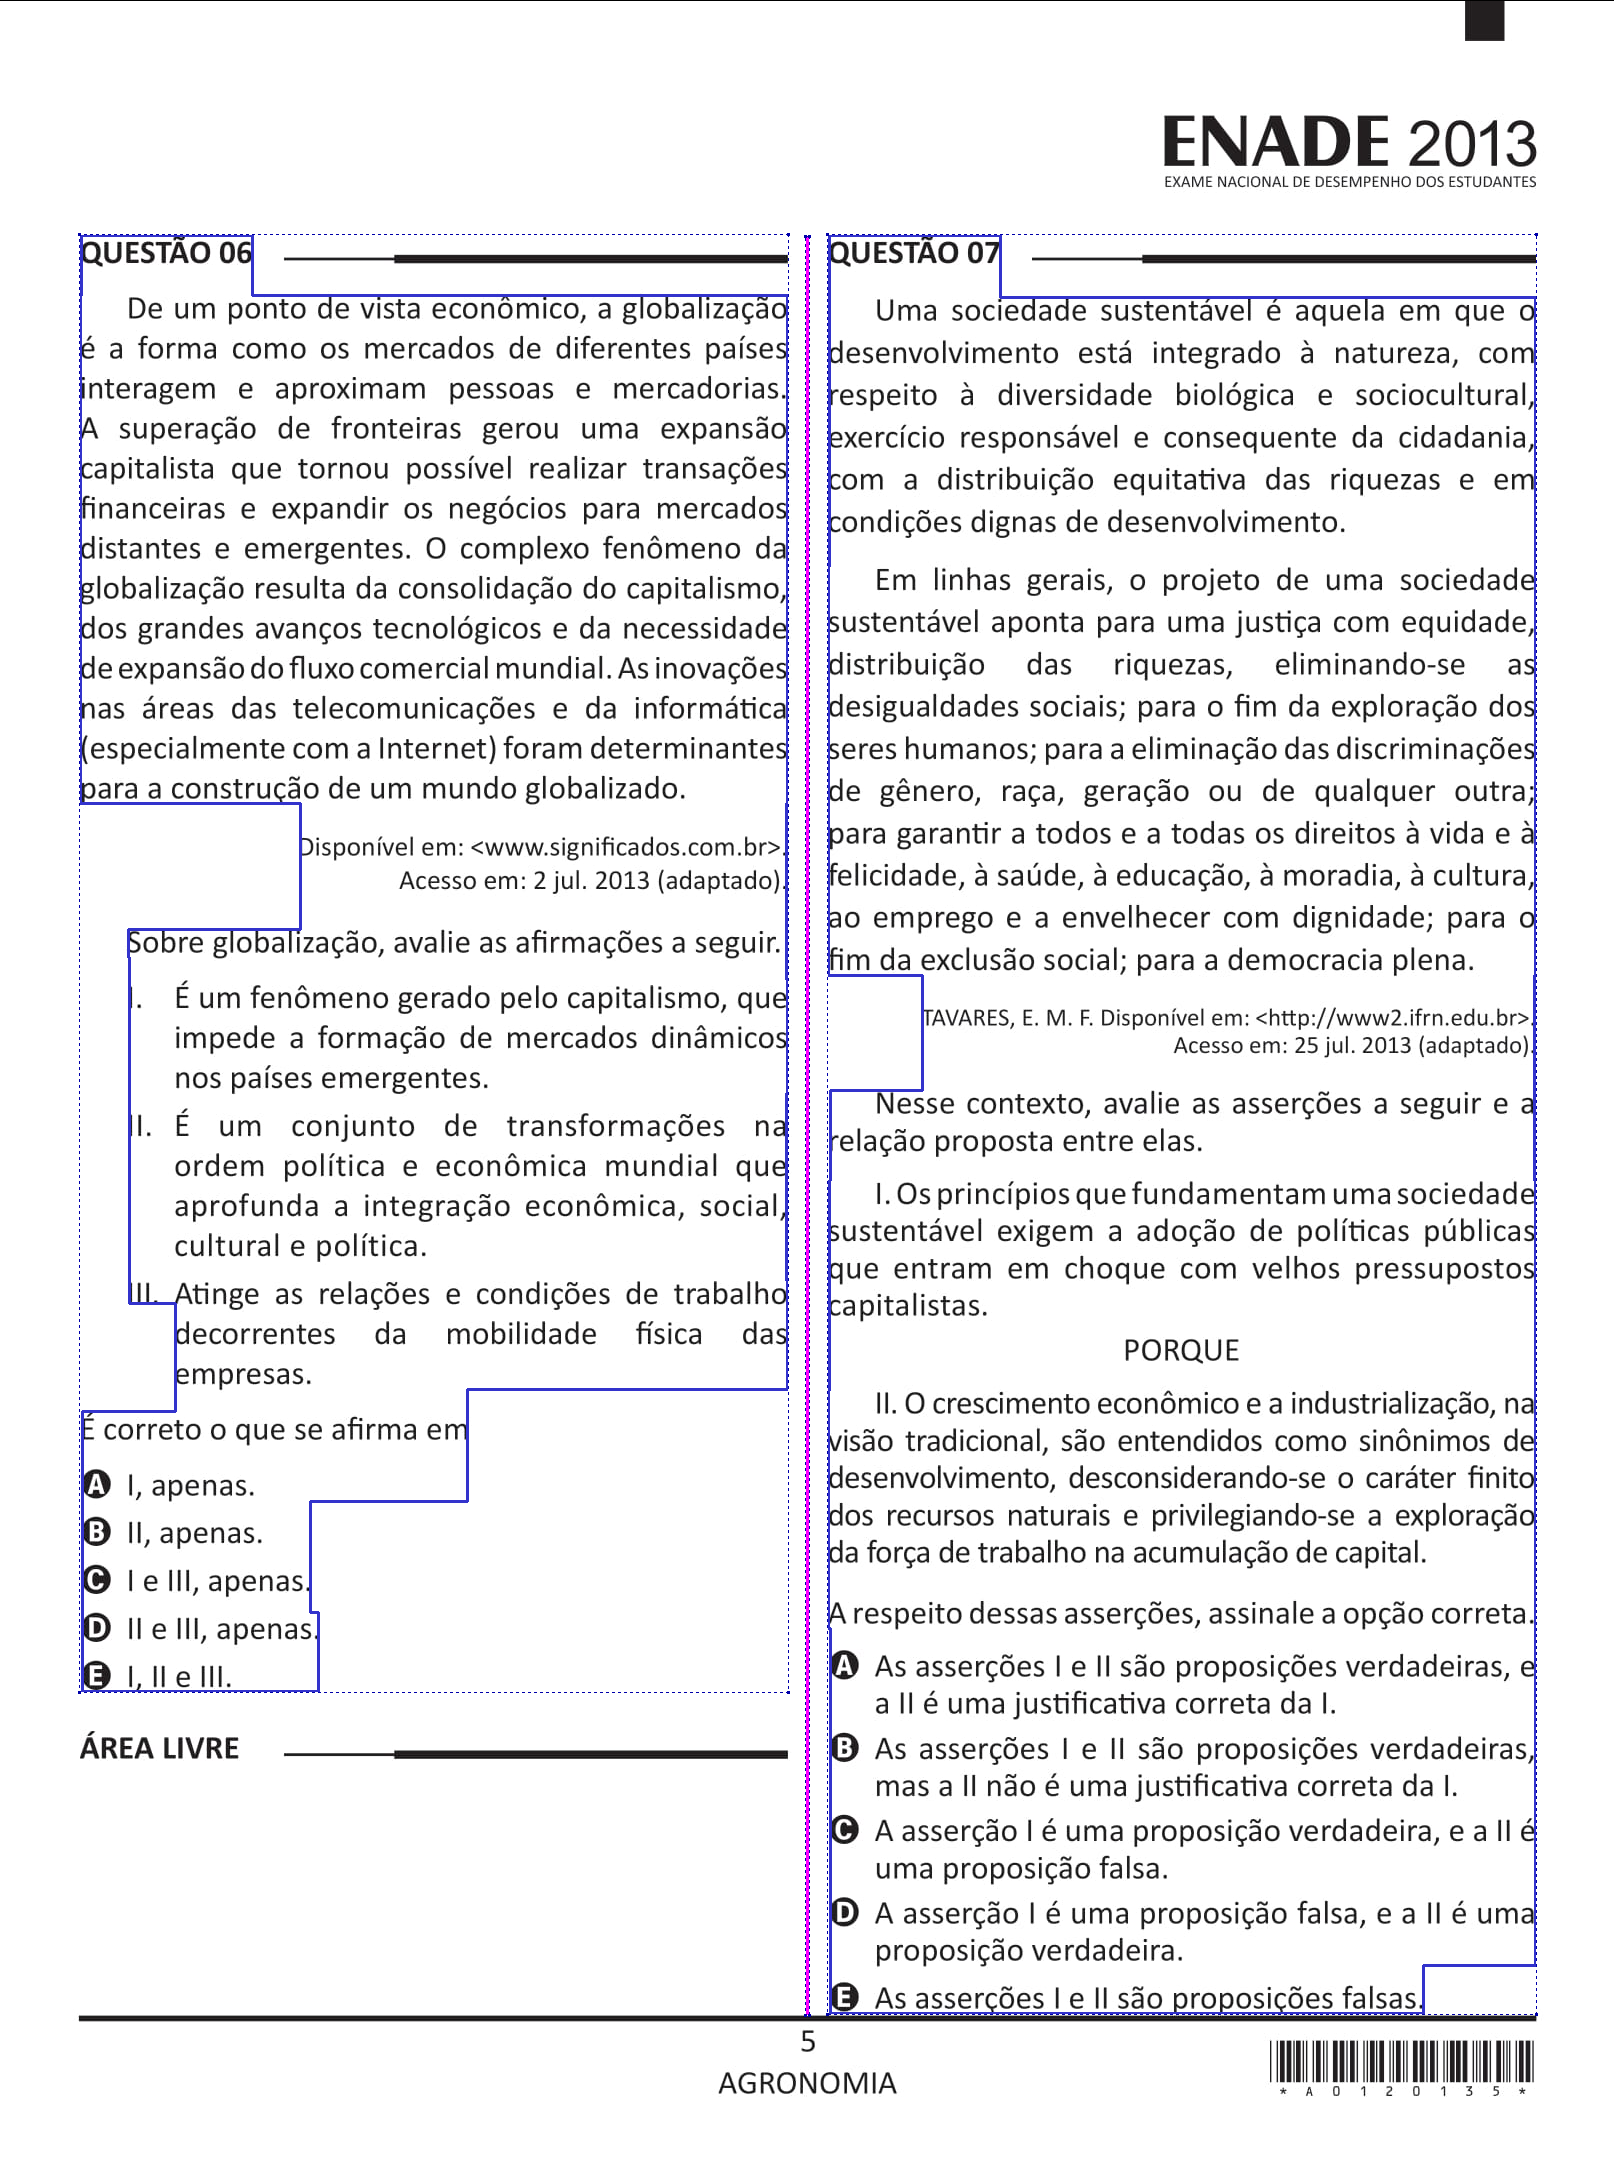 ENADE 2013
EXAME NACIONAL DE DESEMPENHO DOS ESTUDANTES
QUESTÃO 06
De um ponto de vista econômico, a globalização
é a forma como os mercados de diferentes países
interagem e aproximam pessoas e mercadorias.
A superação de fronteiras gerou uma expansão
capitalista que tornou possível realizar transações
financeiras e expandir os negócios para mercados
distantes e emergentes. O complexo fenômeno da
globalização resulta da consolidação do capitalismo,
dos grandes avanços tecnológicos e da necessidade
de expansão do fluxo comercial mundial. As inovações
nas áreas das telecomunicações e da informática
(especialmente com a Internet) foram determinantes
para a construção de um mundo globalizado.
Disponível em: <www.significados.com.br>.
Acesso em: 2 jul. 2013 (adaptado).
Sobre globalização, avalie as afirmações a seguir.
I. É um fenômeno gerado pelo capitalismo, que
impede a formação de mercados dinâmicos
nos países emergentes.
II. É um conjunto de transformações na
ordem política e econômica mundial que
aprofunda a integração econômica, social,
cultural e política.
III. Atinge as relações e condições de trabalho
decorrentes da mobilidade física das
empresas.
É correto o que se afirma em
A I, apenas.
B II, apenas.
C I e III, apenas.
D II e III, apenas.
E I, II e III.
ÁREA LIVRE
QUESTÃO 07
Uma sociedade sustentável é aquela em que o
desenvolvimento está integrado à natureza, com
respeito à diversidade biológica e sociocultural,
exercício responsável e consequente da cidadania,
com a distribuição equitativa das riquezas e em
condições dignas de desenvolvimento.
Em linhas gerais, o projeto de uma sociedade
sustentável aponta para uma justiça com equidade,
distribuição das riquezas, eliminando-se as
desigualdades sociais; para o fim da exploração dos
seres humanos; para a eliminação das discriminações
de gênero, raça, geração ou de qualquer outra;
para garantir a todos e a todas os direitos à vida e à
felicidade, à saúde, à educação, à moradia, à cultura,
ao emprego e a envelhecer com dignidade; para o
fim da exclusão social; para a democracia plena.
TAVARES, E. M. F. Disponível em: <http://www2.ifrn.edu.br>.
Acesso em: 25 jul. 2013 (adaptado).
Nesse contexto, avalie as asserções a seguir e a
relação proposta entre elas.
I. Os princípios que fundamentam uma sociedade
sustentável exigem a adoção de políticas públicas
que entram em choque com velhos pressupostos
capitalistas.
PORQUE
II. O crescimento econômico e a industrialização, na
visão tradicional, são entendidos como sinônimos de
desenvolvimento, desconsiderando-se o caráter finito
dos recursos naturais e privilegiando-se a exploração
da força de trabalho na acumulação de capital.
A respeito dessas asserções, assinale a opção correta.
A As asserções I e II são proposições verdadeiras, e
a II é uma justificativa correta da I.
B As asserções I e II são proposições verdadeiras,
mas a II não é uma justificativa correta da I.
C A asserção I é uma proposição verdadeira, e a II é
uma proposição falsa.
D A asserção I é uma proposição falsa, e a II é uma
proposição verdadeira.
E As asserções I e II são proposições falsas.
5
AGRONOMIA
*A0120135*